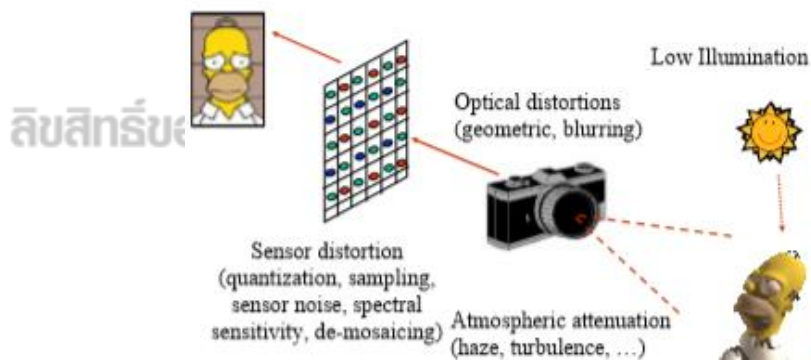 Low Illumination
Optical distortions
(geometric, blurring)
ลิขสิทธิ์ขอ
Sensor distortion
(quantization, sampling,
sensor noise, spectral
sensitivity, de-mosaicing)
Atmospheric attenuation
(haze, turbulence, ...)